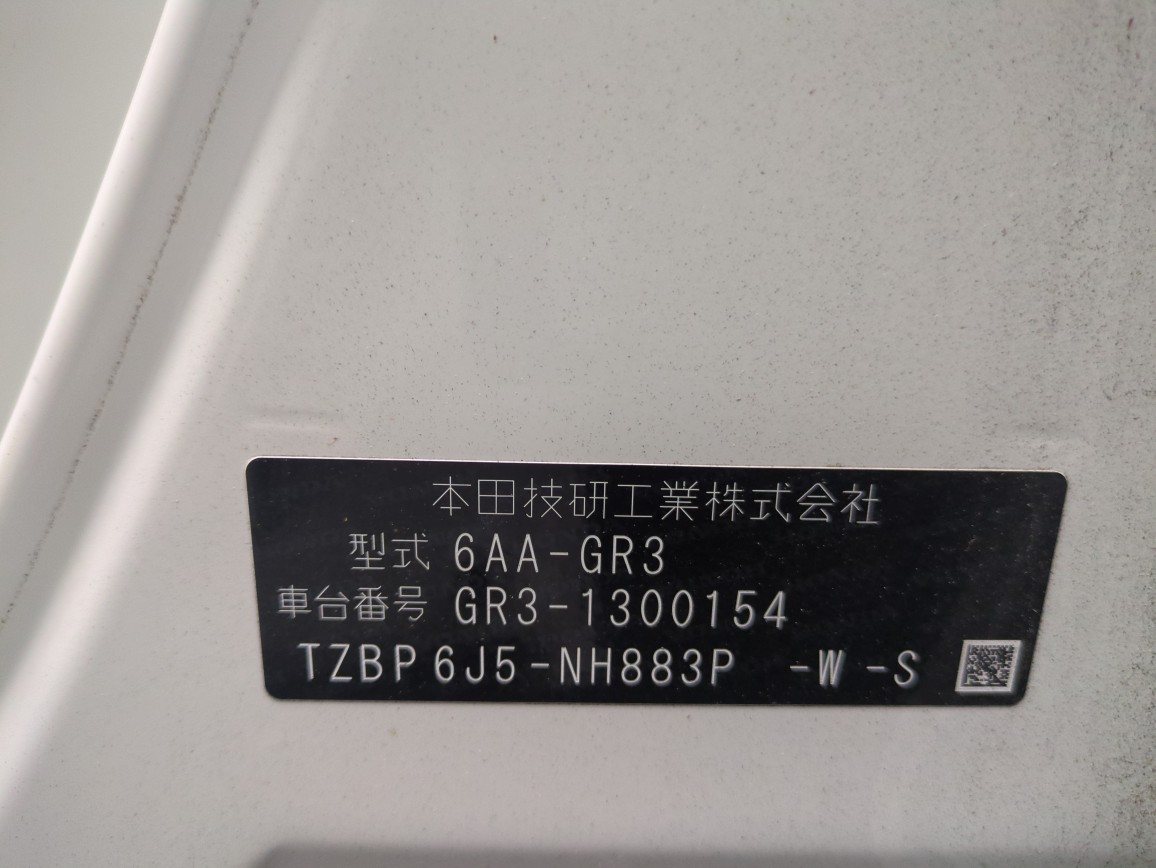 本田技研工業株式会社
型式 6AA-GR3
車台番号 GR3-1300154
TZBP6J5-NH883P -W -S